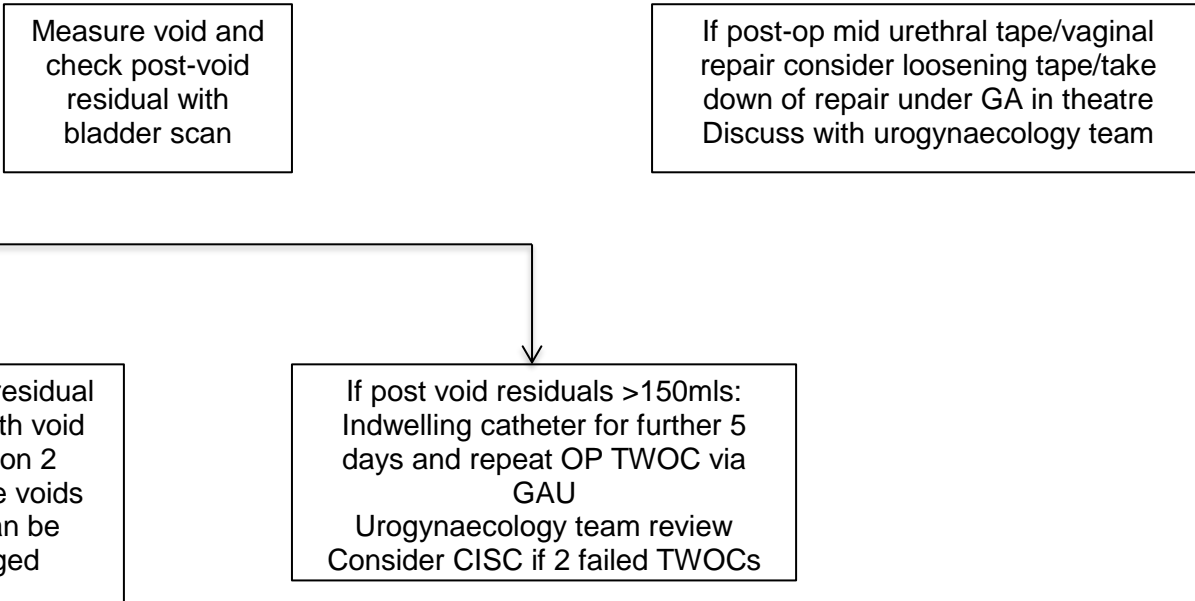 Measure void and
check post-void
residual with
bladder scan
If post-op mid urethral tape/vaginal
repair consider loosening tape/take
down of repair under GA in theatre
Discuss with urogynaecology team
residual
void
on 2
voids
be
If post void residuals >150mls:
Indwelling catheter for further 5
days and repeat OP TWOC via
GAU
Urogynaecology team review
Consider CISC if 2 failed TWOCs